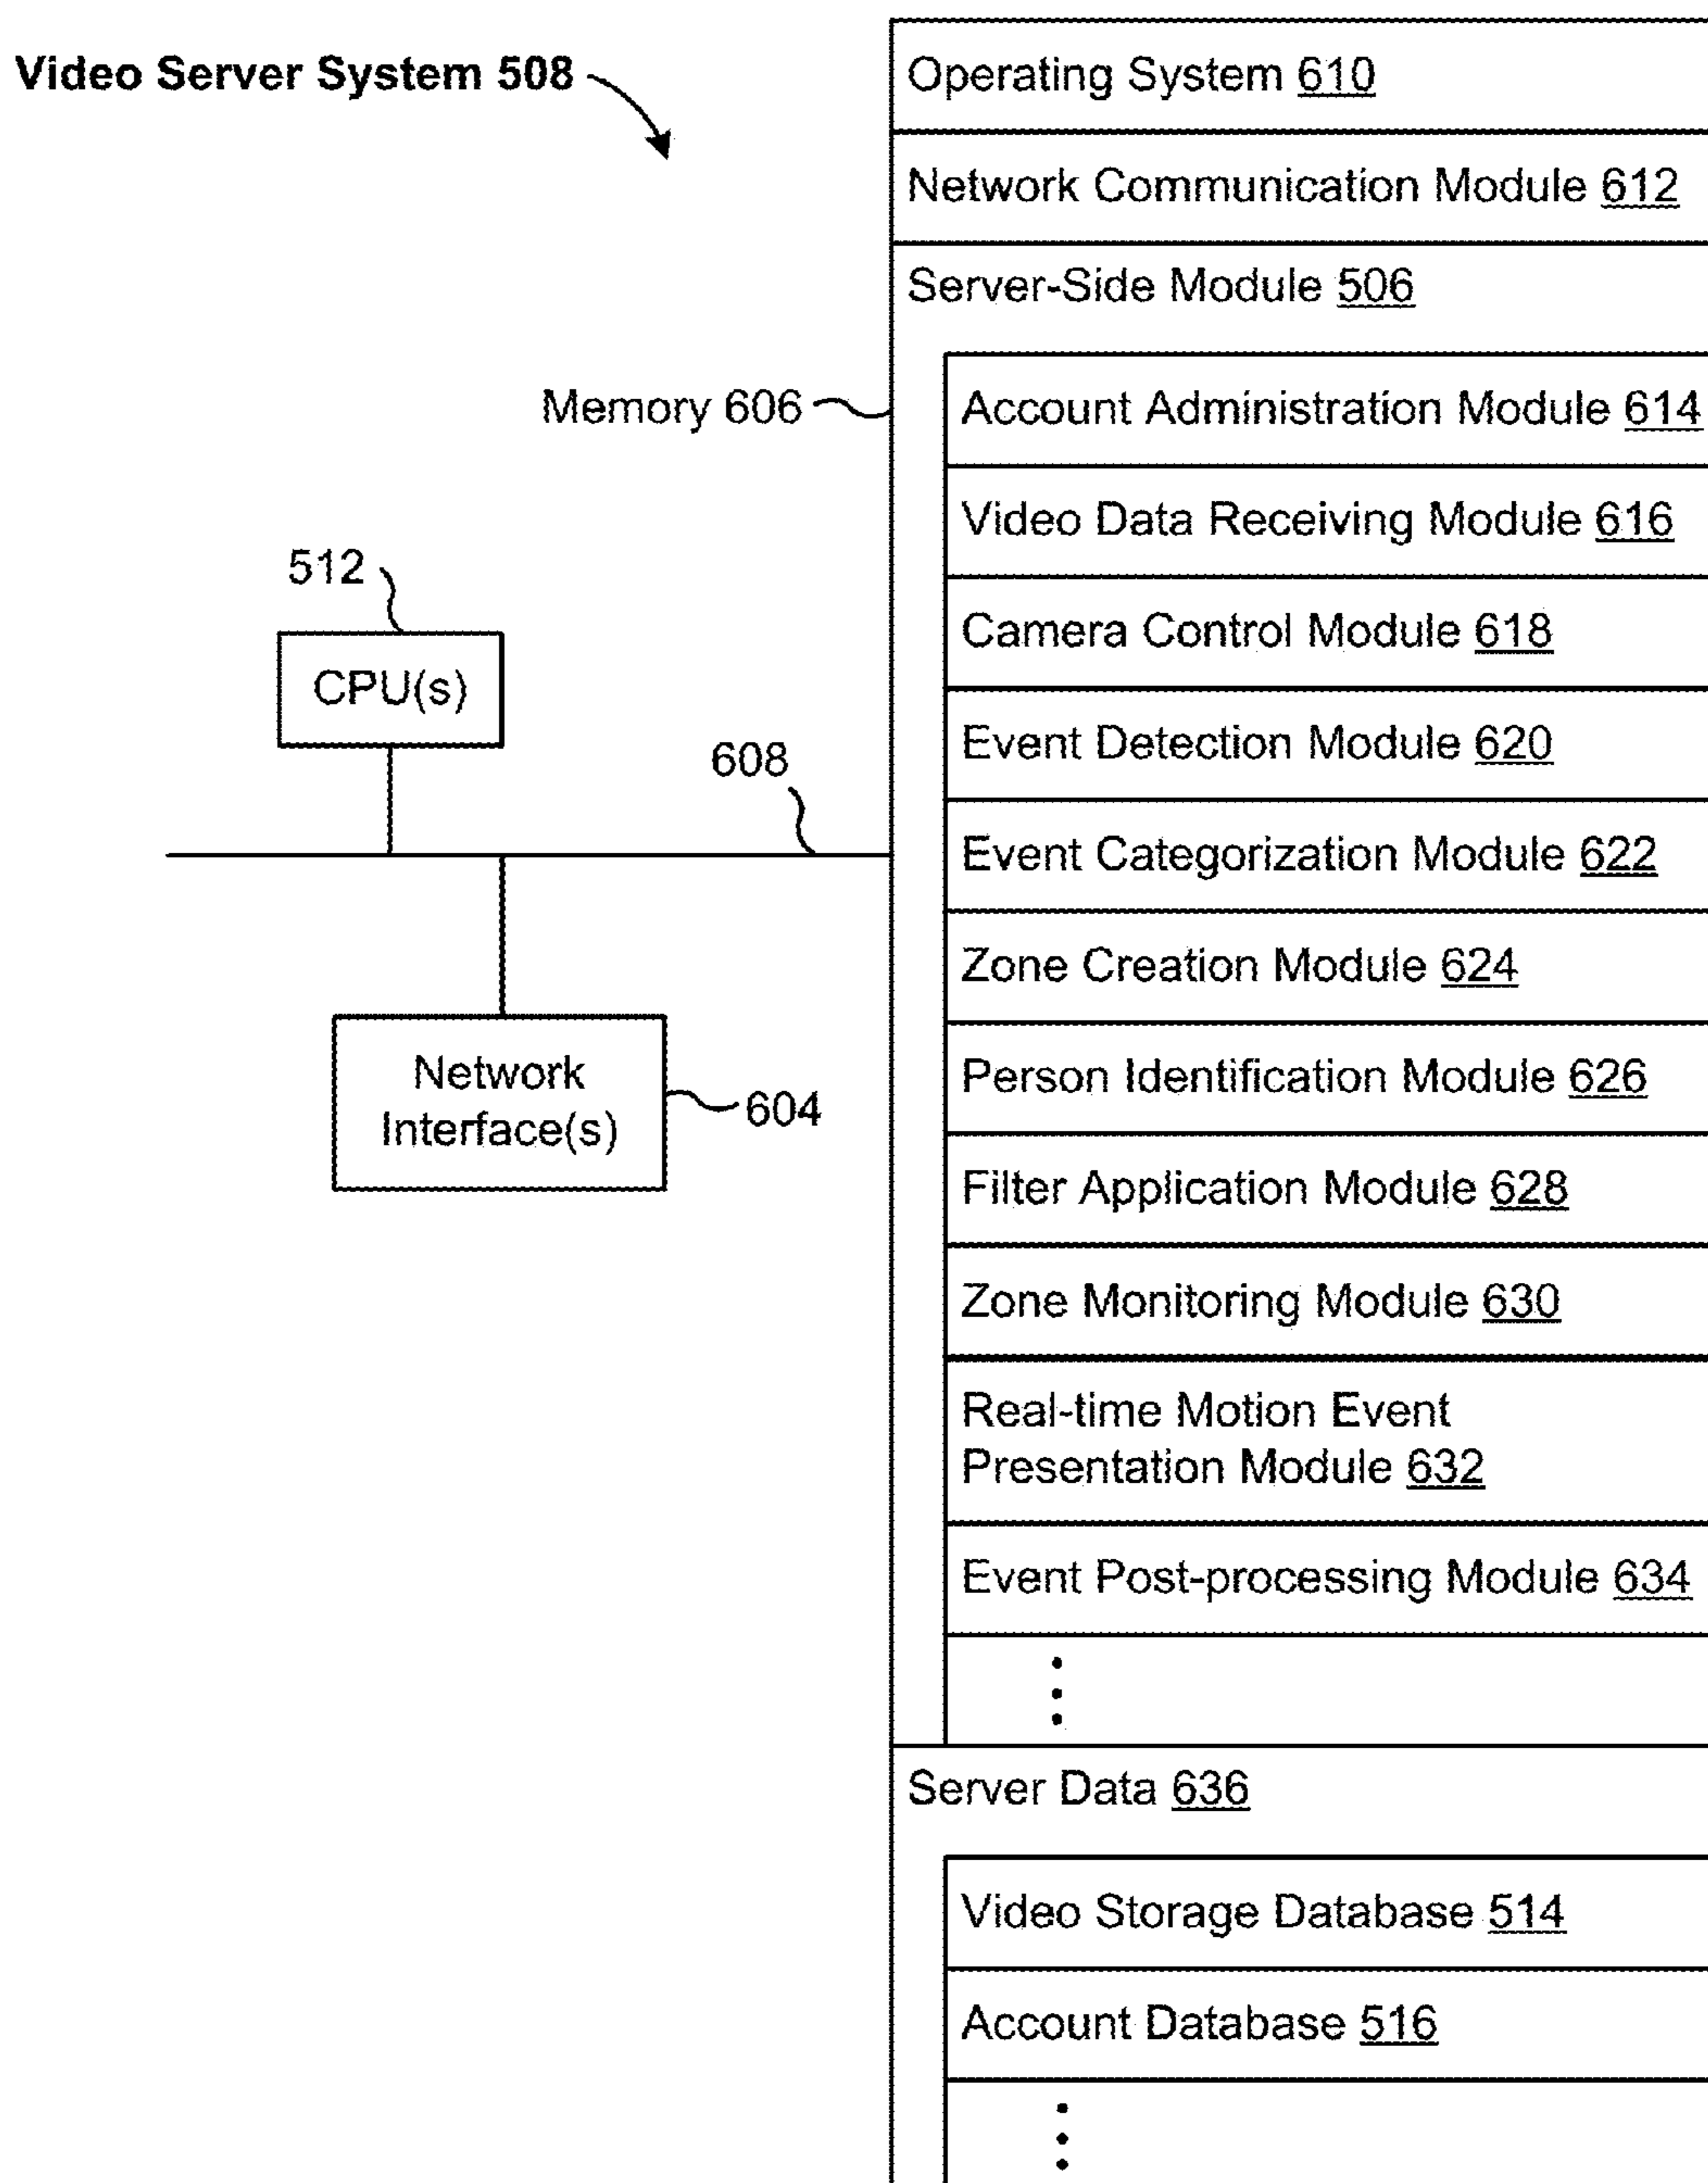 Video Server System 508
Operating System 610
Network Communication Module 612
Server-Side Module 506
Memory 606
Account Administration Module 614
Video Data Receiving Module 616
512
Camera Control Module 618
CPU(s)
Event Detection Module 620
608
Event Categorization Module 622
Zone Creation Module 624
Network
Interface(s)
604
Person Identification Module 626
Filter Application Module 628
Zone Monitoring Module 630
Real-time Motion Event
Presentation Module 632
Event Post-processing Module 634
Server Data 636
Video Storage Database 514
Account Database 516